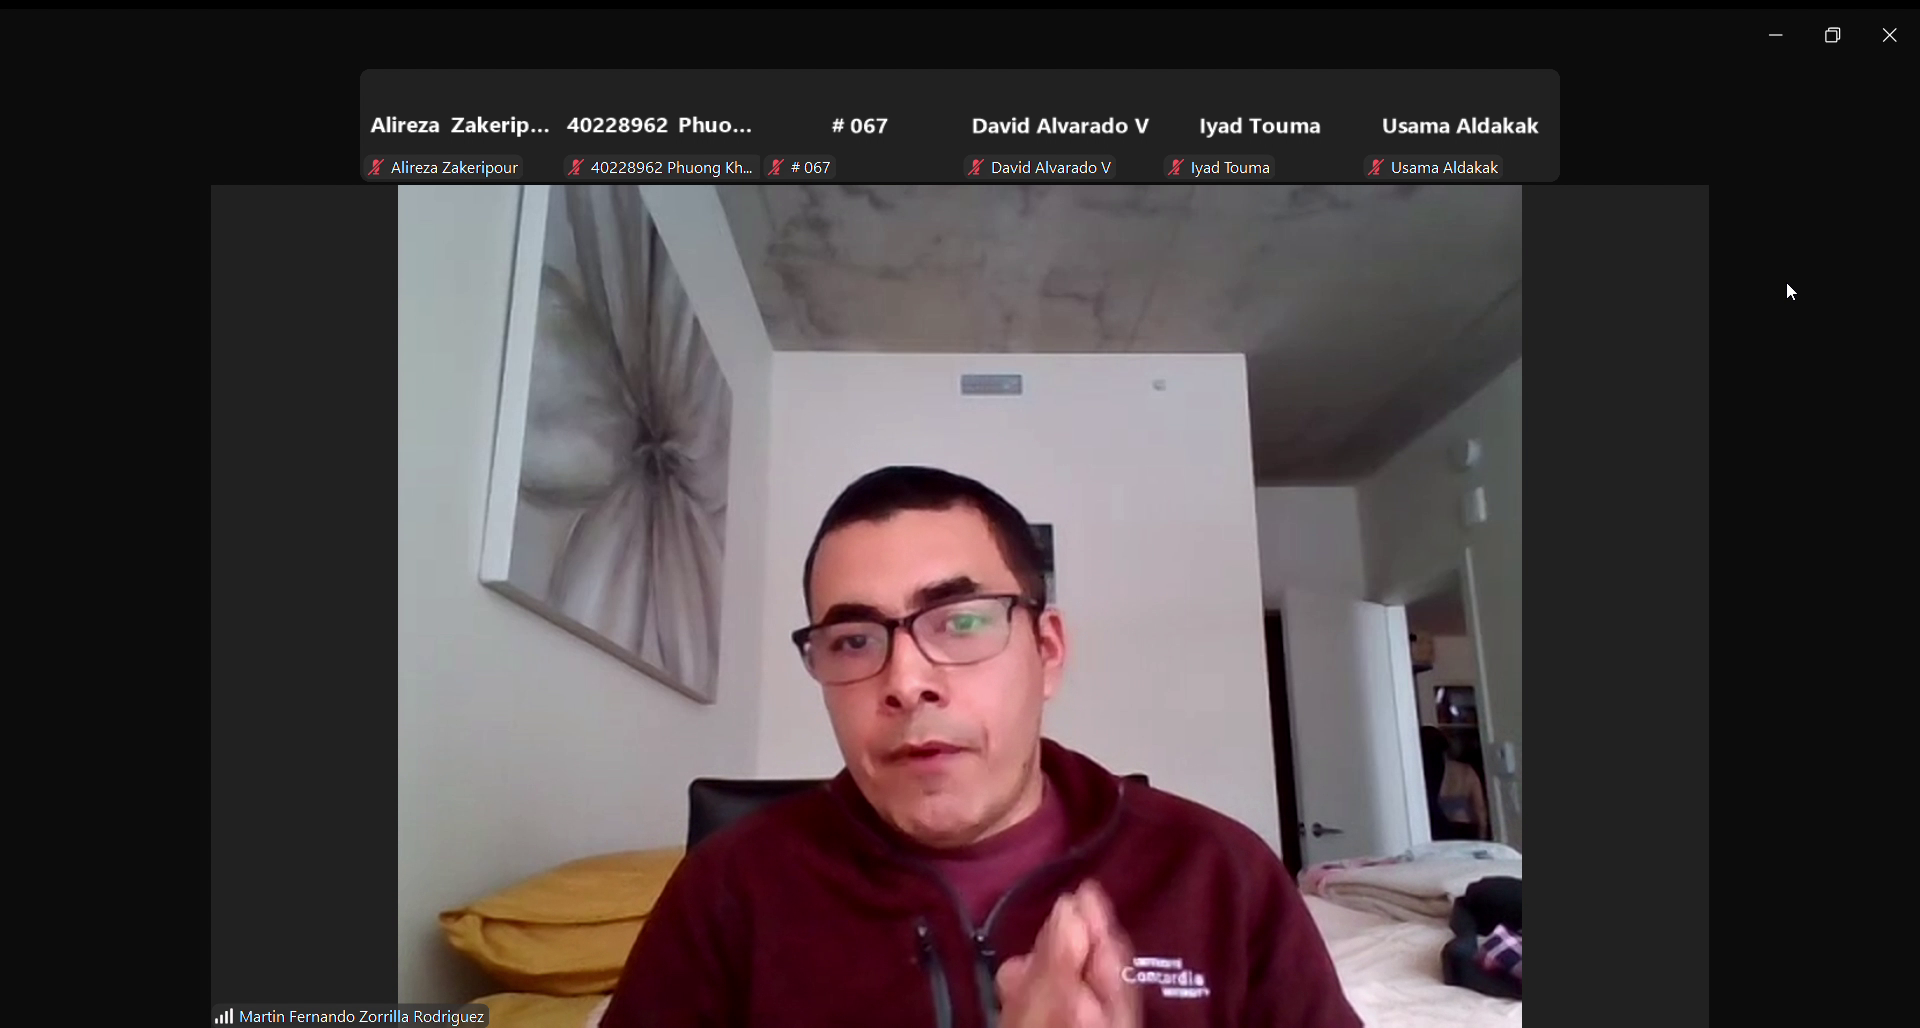 Alireza Zakerip... 40228962 Phuo... # 067 David Alvarado V Iyad Touma Usama Aldakak
Alireza Zakeripour 40228962 Phuong Kh... # 067 David Alvarado V Iyad Touma Usama Aldakak
Concordia
UNIVERSITY
Martin Fernando Zorrilla Rodriguez